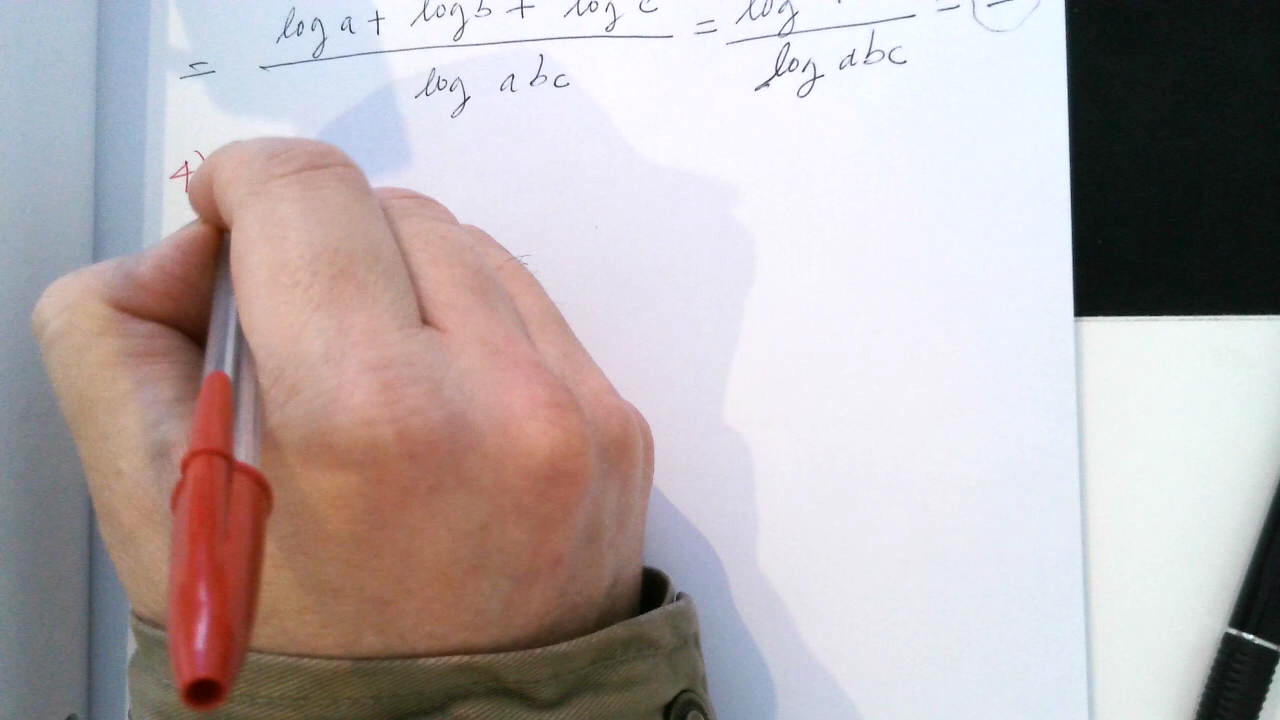 = log a + log b + log c / log abc = log / log abc =
4)